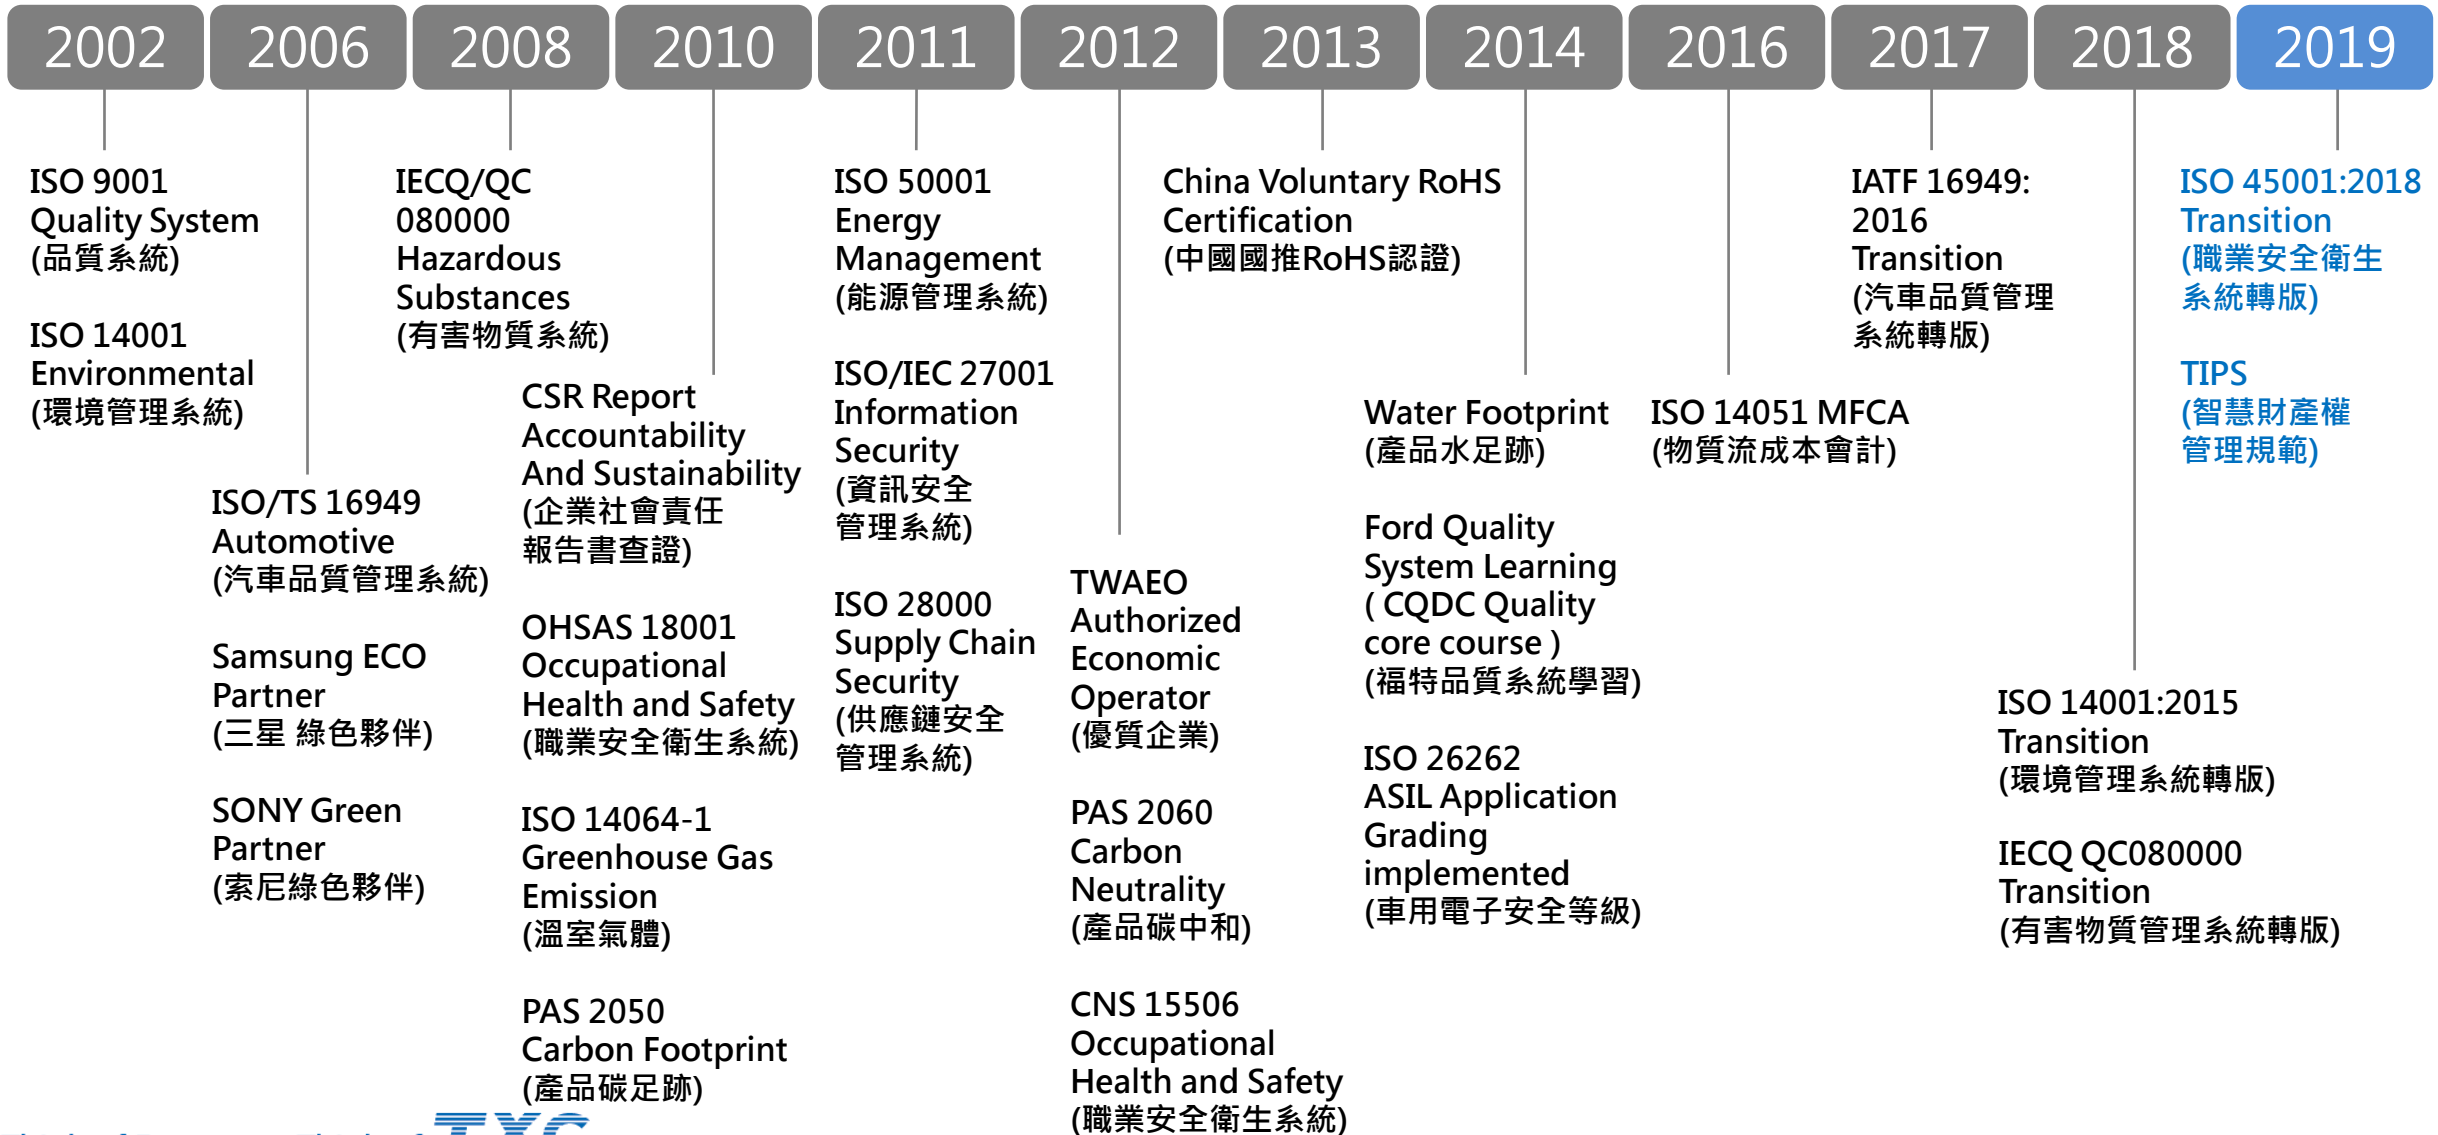 2002
2006
2008
2010
2011
2012
2013
2014
2016
2017
2018
2019
ISO 9001
Quality System
(品質系統)
ISO 14001
Environmental
(環境管理系統)
ISO/TS 16949
Automotive
(汽車品質管理系統)
Samsung ECO
Partner
(三星 綠色夥伴)
SONY Green
Partner
(索尼綠色夥伴)
IECQ/QC
080000
Hazardous
Substances
(有害物質系統)
CSR Report
Accountability
And Sustainability
(企業社會責任
報告書查證)
OHSAS 18001
Occupational
Health and Safety
(職業安全衛生系統)
ISO 14064-1
Greenhouse Gas
Emission
(溫室氣體)
PAS 2050
Carbon Footprint
(產品碳足跡)
ISO 50001
Energy
Management
(能源管理系統)
ISO/IEC 27001
Information
Security
(資訊安全
管理系統)
ISO 28000
Supply Chain
Security
(供應鏈安全
管理系統)
TWAEO
Authorized
Economic
Operator
(優質企業)
PAS 2060
Carbon
Neutrality
(產品碳中和)
CNS 15506
Occupational
Health and Safety
(職業安全衛生系統)
China Voluntary RoHS
Certification
(中國國推RoHS認證)
Water Footprint
(產品水足跡)
Ford Quality
System Learning
( CQDC Quality
core course )
(福特品質系統學習)
ISO 26262
ASIL Application
Grading
implemented
(車用電子安全等級)
ISO 14051 MFCA
(物質流成本會計)
IATF 16949:
2016
Transition
(汽車品質管理
系統轉版)
ISO 14001:2015
Transition
(環境管理系統轉版)
IECQ QC080000
Transition
(有害物質管理系統轉版)
ISO 45001:2018
Transition
(職業安全衛生
系統轉版)
TIPS
(智慧財產權
管理規範)